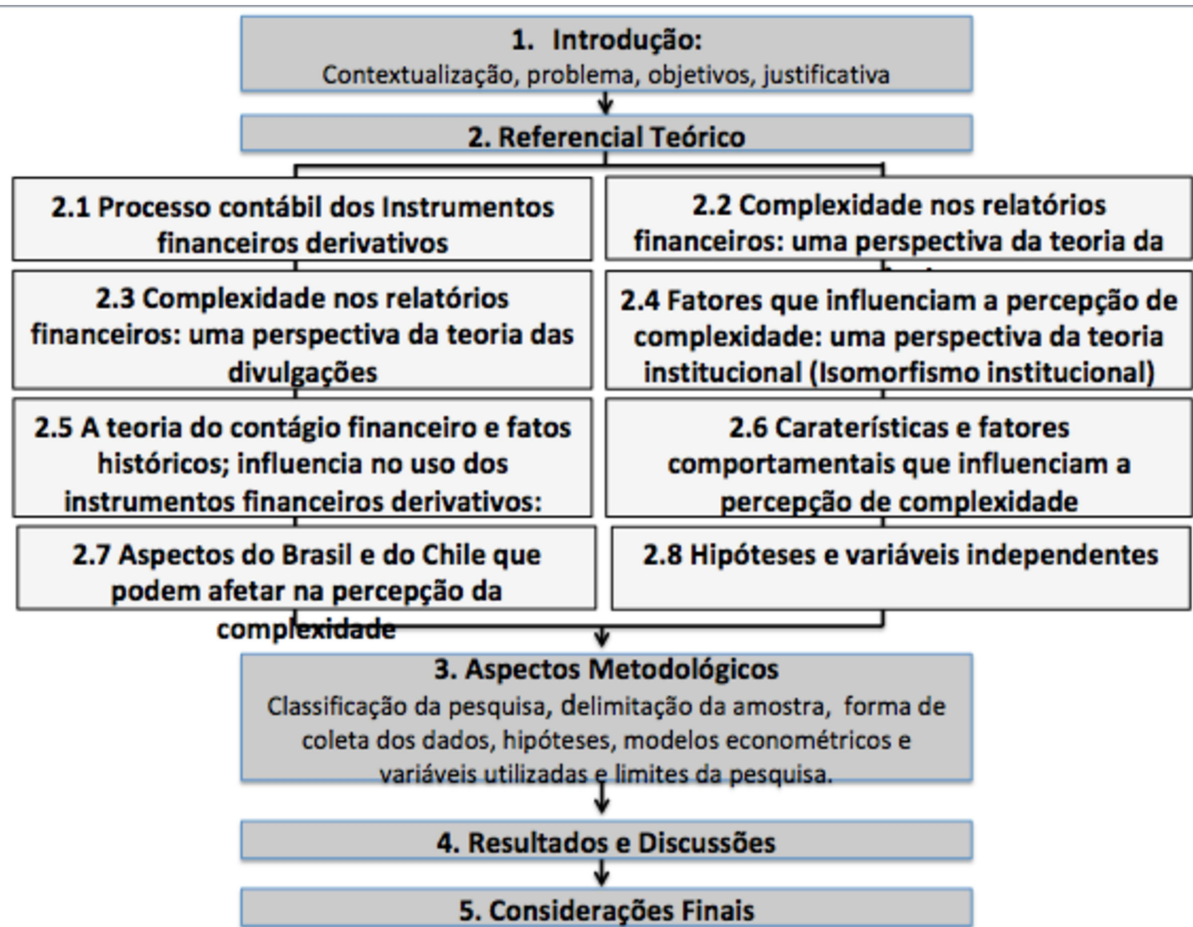 1. Introdução:
Contextualização, problema, objetivos, justificativa
2. Referencial Teórico
2.1 Processo contábil dos Instrumentos
financeiros derivativos
2.2 Complexidade nos relatórios
financeiros: uma perspectiva da teoria da
2.3 Complexidade nos relatórios
financeiros: uma perspectiva da teoria das
divulgações
2.4 Fatores que influenciam a percepção de
complexidade: uma perspectiva da teoria
institucional (Isomorfismo institucional)
2.5 A teoria do contágio financeiro e fatos
históricos; influencia no uso dos
instrumentos financeiros derivativos:
2.6 Caraterísticas e fatores
comportamentais que influenciam a
percepção de complexidade
2.7 Aspectos do Brasil e do Chile que
podem afetar na percepção da
complexidade
2.8 Hipóteses e variáveis independentes
3. Aspectos Metodológicos
Classificação da pesquisa, delimitação da amostra, forma de
coleta dos dados, hipóteses, modelos econométricos e
variáveis utilizadas e limites da pesquisa.
4. Resultados e Discussões
5. Considerações Finais